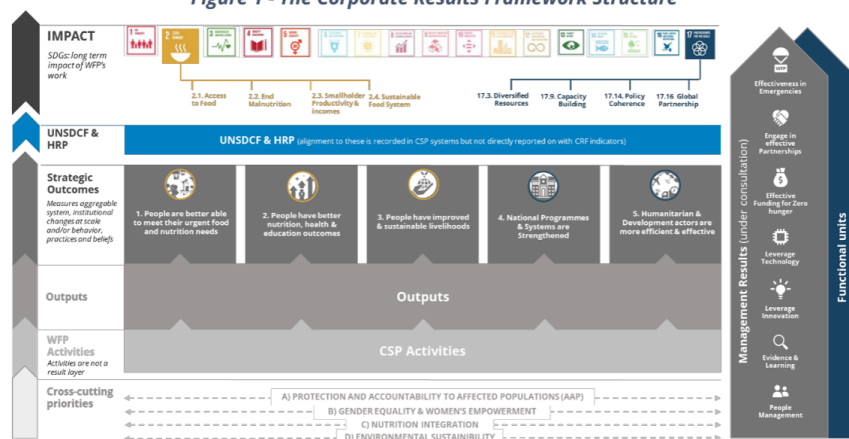 Figure 1 - The Corporate Results Framework Structure
IMPACT
SDGs: long term
impact of WFP's
work
2.1. Access
to Food
2.2. End
Malnutrition
2.3. Smallholder
Productivity &
incomes
2.4. Sustainable
Food System
17.3. Diversified
Resources
17.9. Capacity
Building
17.14. Policy
Coherence
17.16 Global
Partnership
UNSDCF &
HRP
UNSDCF & HRP (alignment to these is recorded in CSP systems but not directly reported on with CRF indicators)
Strategic
Outcomes
Measures aggregable
system, institutional
changes at scale
and/or behavior,
practices and beliefs
1. People are better able
to meet their urgent food
and nutrition needs
2. People have better
nutrition, health &
education outcomes
3. People have improved
& sustainable livelihoods
4. National Programmes
& Systems are
Strengthened
5. Humanitarian &
Development actors are
more efficient & effective
Outputs
Outputs
WFP
Activities
Activities are not a
result layer
CSP Activities
Cross-cutting
priorities
A) PROTECTION AND ACCOUNTABILITY TO AFFECTED POPULATIONS (AAP)
B) GENDER EQUALITY & WOMEN'S EMPOWERMENT
C) NUTRITION INTEGRATION
D) ENVIRONMENTAL SUSTAINABILITY
Management Results (under consultation)
Effectiveness in
Emergencies
Engage in
effective
Partnerships
Effective
Funding for Zero
hunger
Leverage
Technology
Leverage
Innovation
Evidence &
Learning
People
Management
Functional units